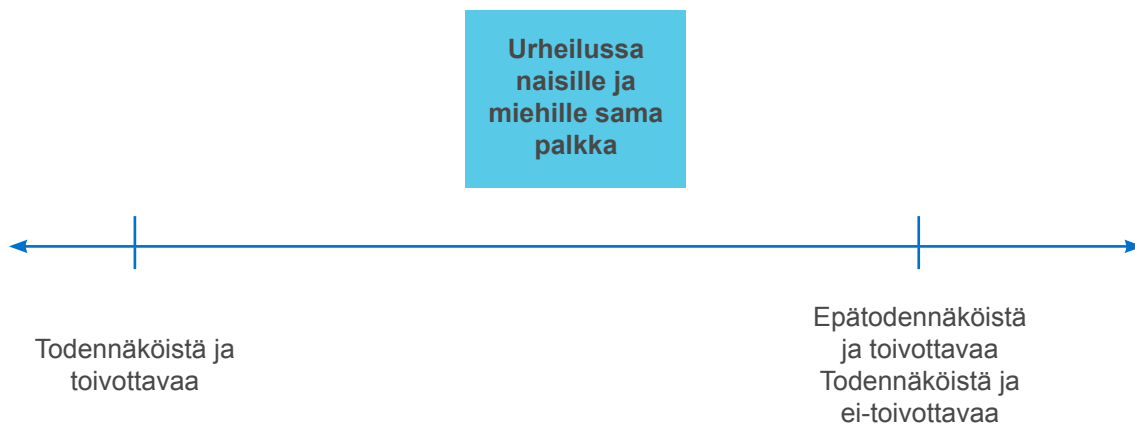 Urheilussa
naisille ja
miehille sama
palkka
Todennäköistä ja
toivottavaa
Epätodennäköistä
ja toivottavaa
Todennäköistä ja
ei-toivottavaa